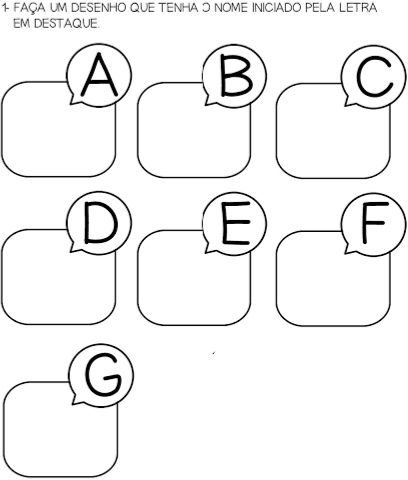 1- FAÇA UM DESENHO QUE TENHA O NOME INICIADO PELA LETRA
EM DESTAQUE.
A B C
D E F
G